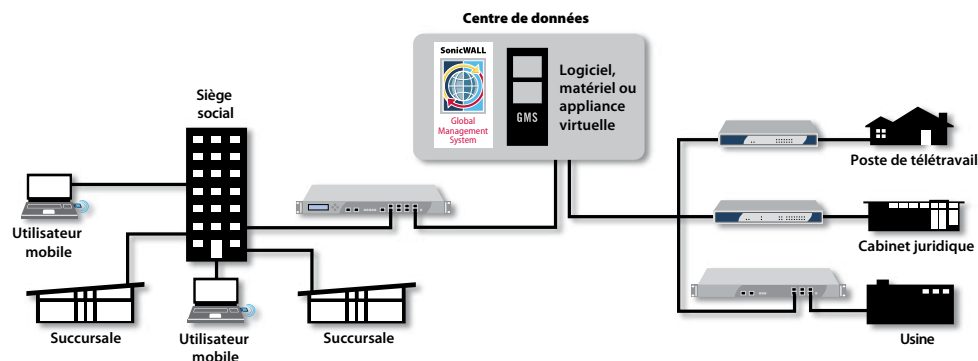 Centre de données
SonicWALL
Global
Management
System
GMS
Logiciel,
matériel ou
appliance
virtuelle
Siège
social
Utilisateur
mobile
Succursale
Utilisateur
mobile
Succursale
Poste de télétravail
Cabinet juridique
Usine